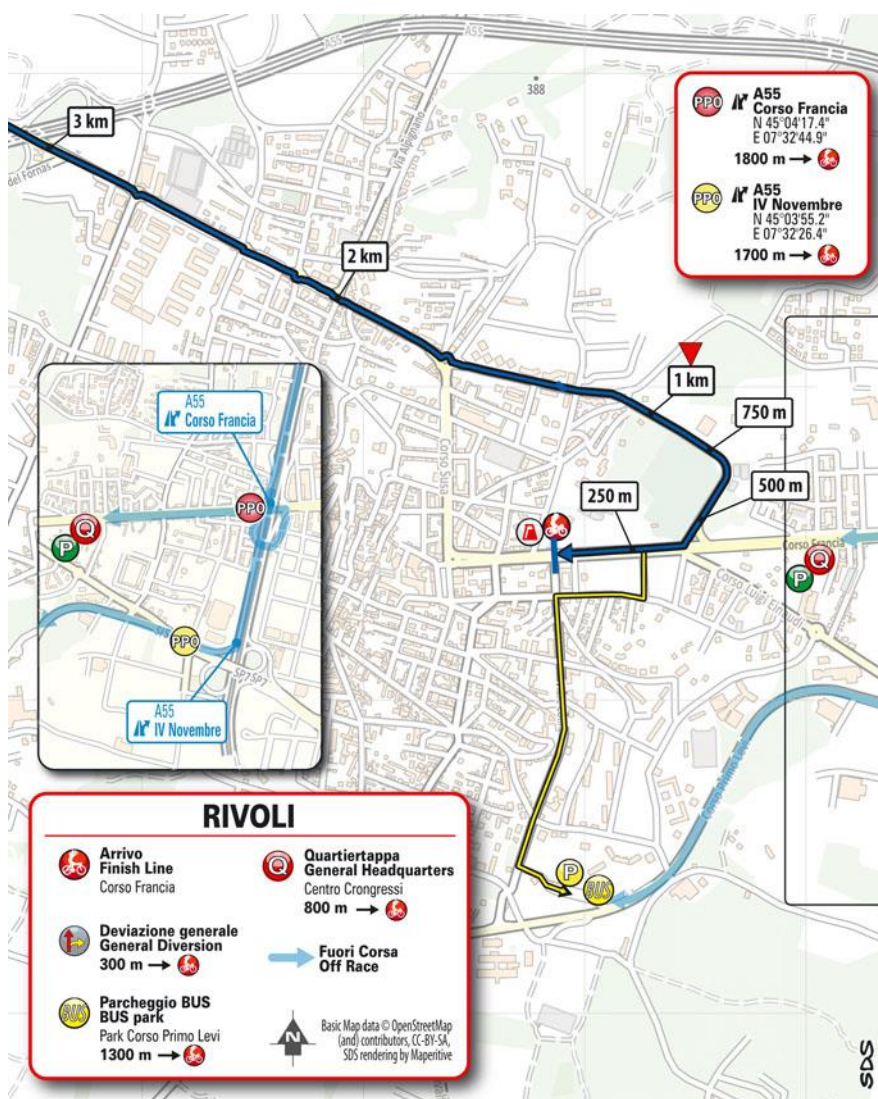 A55
A55
388
3 km
del Fornas
Via Alpignano
2 km
PPO
A55
Corso Francia
N 45°04'17.4"
E 07°32'44.9"
1800 m
PPO
A55
IV Novembre
N 45°03'55.2"
E 07°32'26.4"
1700 m
1 km
750 m
500 m
250 m
Corso Susa
Corso Francia
Corso Luigi Einaudi
Q
P
Corso Primo Levi
P
BUS
A55
Corso Francia
PPO
Q
P
PPO
SP7
SP7
A55
IV Novembre
RIVOLI
Arrivo
Finish Line
Corso Francia
Deviazione generale
General Diversion
300 m
BUS
Parcheggio BUS
BUS park
Park Corso Primo Levi
1300 m
Q
Quartiertappa
General Headquarters
Centro Crongressi
800 m
Fuori Corsa
Off Race
N
Basic Map data © OpenStreetMap
(and) contributors, CC-BY-SA,
SDS rendering by Maperitive
SDS